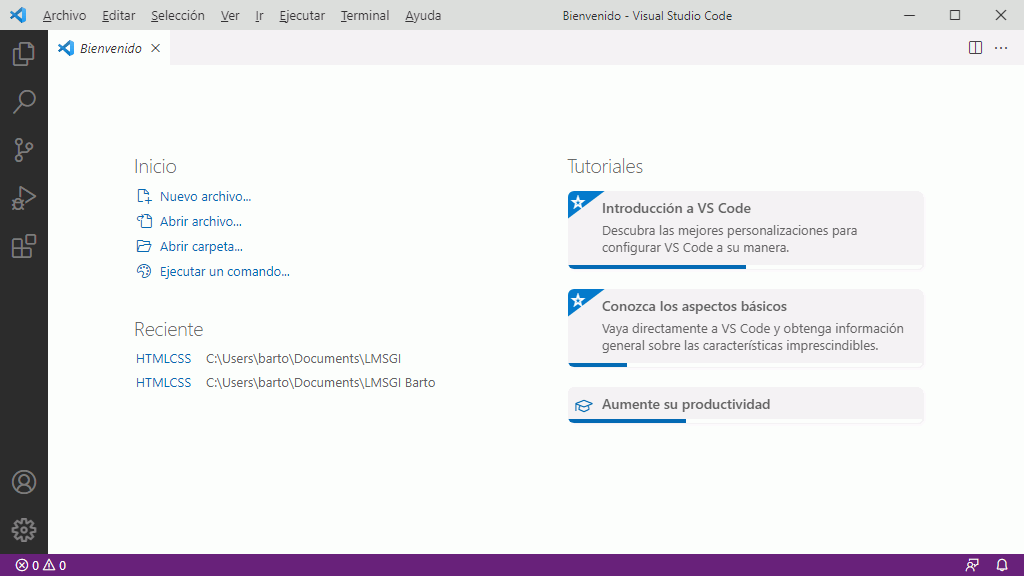 Archivo Editar Selección Ver Ir Ejecutar Terminal Ayuda Bienvenido - Visual Studio Code
Bienvenido
Inicio
Nuevo archivo...
Abrir archivo...
Abrir carpeta...
Ejecutar un comando...
Reciente
HTMLCSS C:\Users\barto\Documents\LMSGI
HTMLCSS C:\Users\barto\Documents\LMSGI Barto
Tutoriales
Introducción a VS Code
Descubra las mejores personalizaciones para
configurar VS Code a su manera.
Conozca los aspectos básicos
Vaya directamente a VS Code y obtenga información
general sobre las características imprescindibles.
Aumente su productividad
0 0